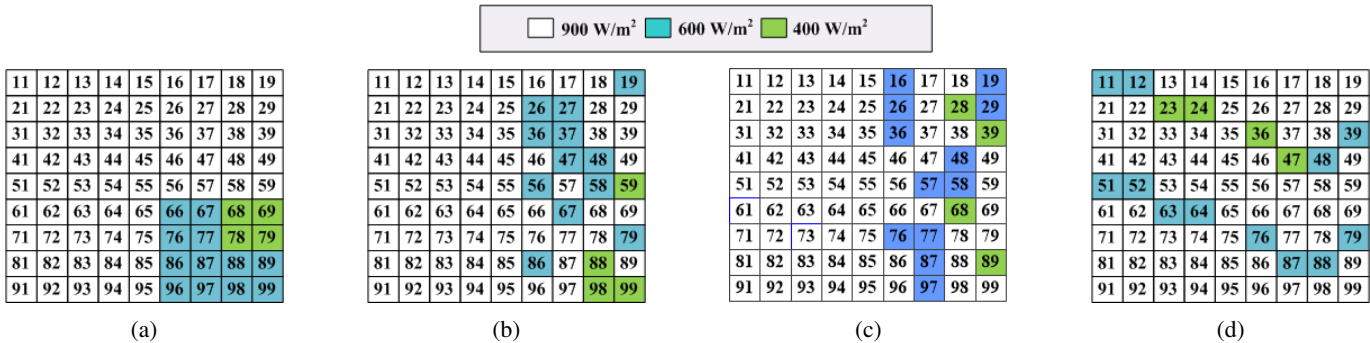 900 W/m² 600 W/m² 400 W/m²
11 12 13 14 15 16 17 18 19
21 22 23 24 25 26 27 28 29
31 32 33 34 35 36 37 38 39
41 42 43 44 45 46 47 48 49
51 52 53 54 55 56 57 58 59
61 62 63 64 65 66 67 68 69
71 72 73 74 75 76 77 78 79
81 82 83 84 85 86 87 88 89
91 92 93 94 95 96 97 98 99
(a)
11 12 13 14 15 16 17 18 19
21 22 23 24 25 26 27 28 29
31 32 33 34 35 36 37 38 39
41 42 43 44 45 46 47 48 49
51 52 53 54 55 56 57 58 59
61 62 63 64 65 66 67 68 69
71 72 73 74 75 76 77 78 79
81 82 83 84 85 86 87 88 89
91 92 93 94 95 96 97 98 99
(b)
11 12 13 14 15 16 17 18 19
21 22 23 24 25 26 27 28 29
31 32 33 34 35 36 37 38 39
41 42 43 44 45 46 47 48 49
51 52 53 54 55 56 57 58 59
61 62 63 64 65 66 67 68 69
71 72 73 74 75 76 77 78 79
81 82 83 84 85 86 87 88 89
91 92 93 94 95 96 97 98 99
(c)
11 12 13 14 15 16 17 18 19
21 22 23 24 25 26 27 28 29
31 32 33 34 35 36 37 38 39
41 42 43 44 45 46 47 48 49
51 52 53 54 55 56 57 58 59
61 62 63 64 65 66 67 68 69
71 72 73 74 75 76 77 78 79
81 82 83 84 85 86 87 88 89
91 92 93 94 95 96 97 98 99
(d)